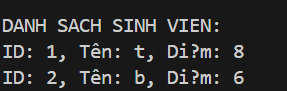 DANH SACH SINH VIEN:
ID: 1, Tên: t, Di?m: 8
ID: 2, Tên: b, Di?m: 6